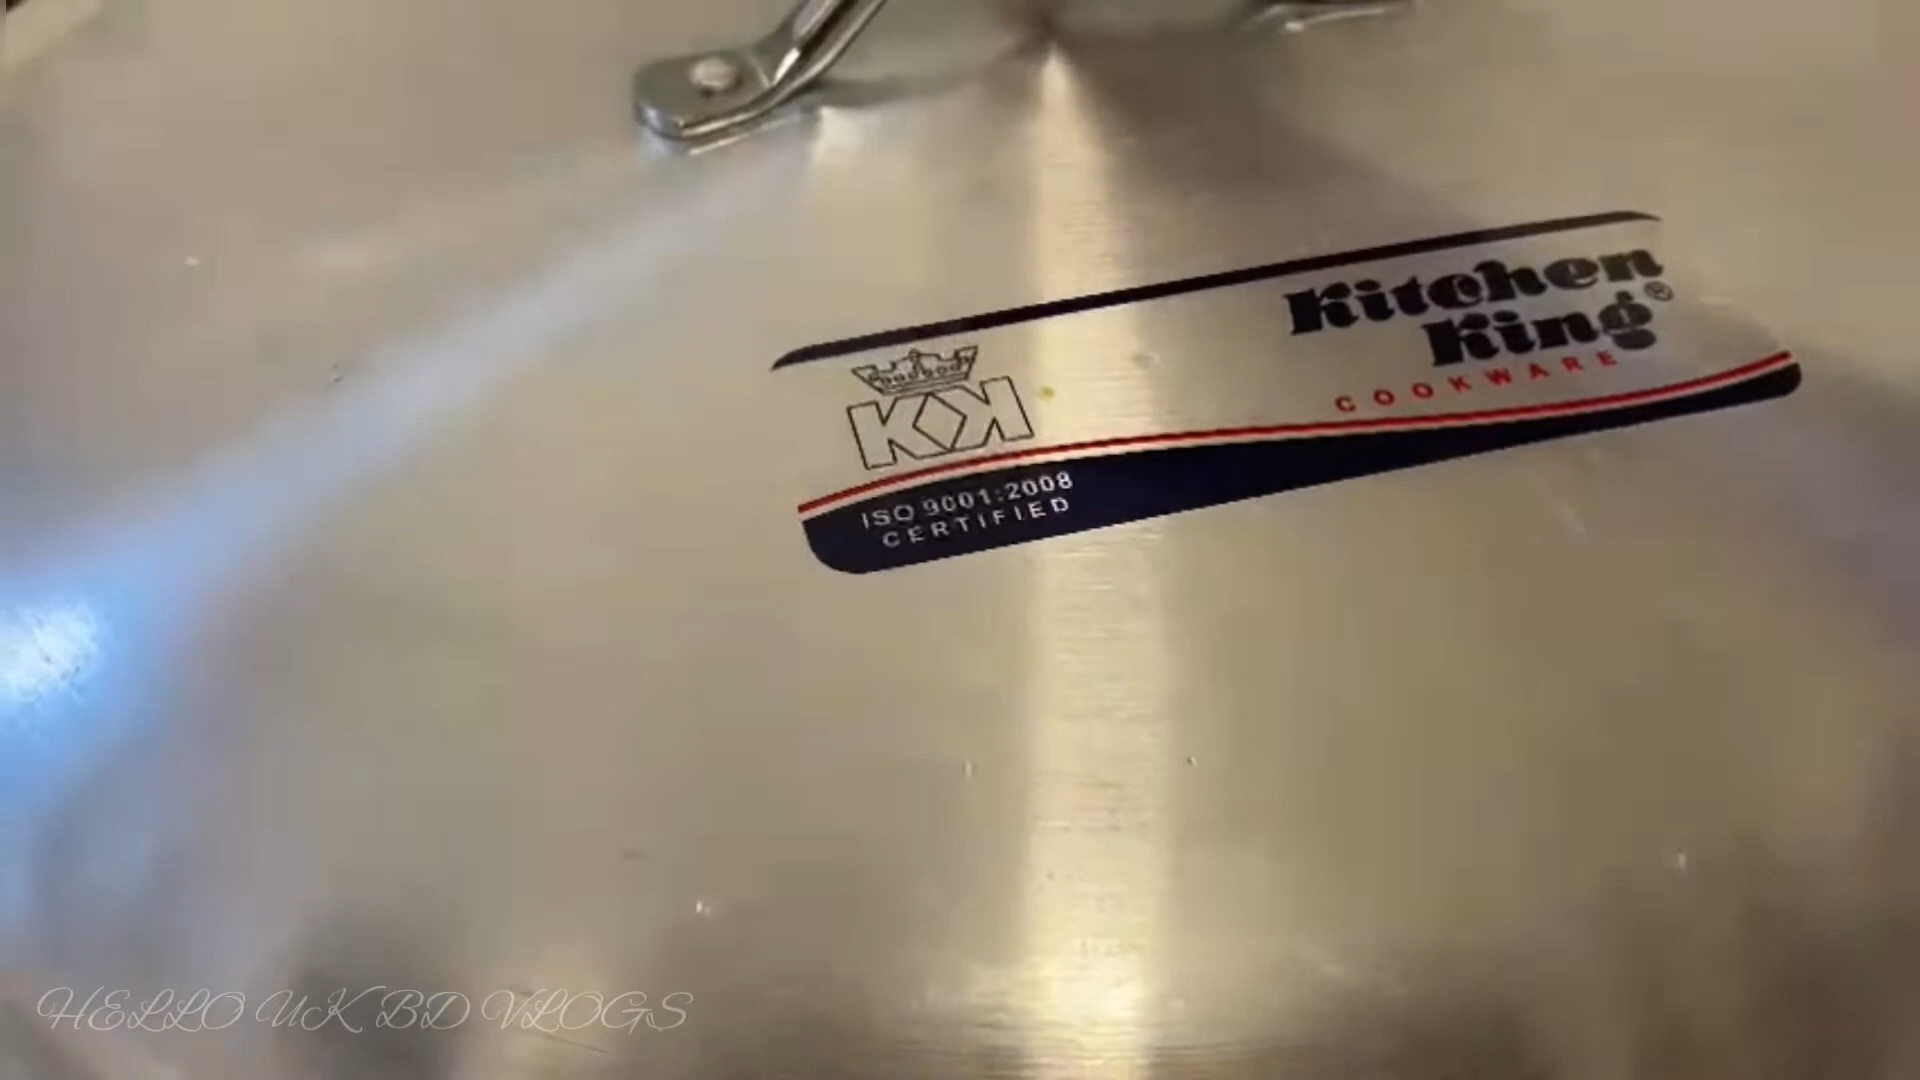 Kitchen
King®
COOKWARE
KK
ISO 9001:2008
CERTIFIED
HELLO UK BD VLOGS